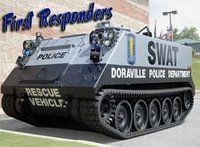 First Responders
POLICE
SWAT
DORAVILLE POLICE DEPARTMENT
RESCUE
VEHICLE